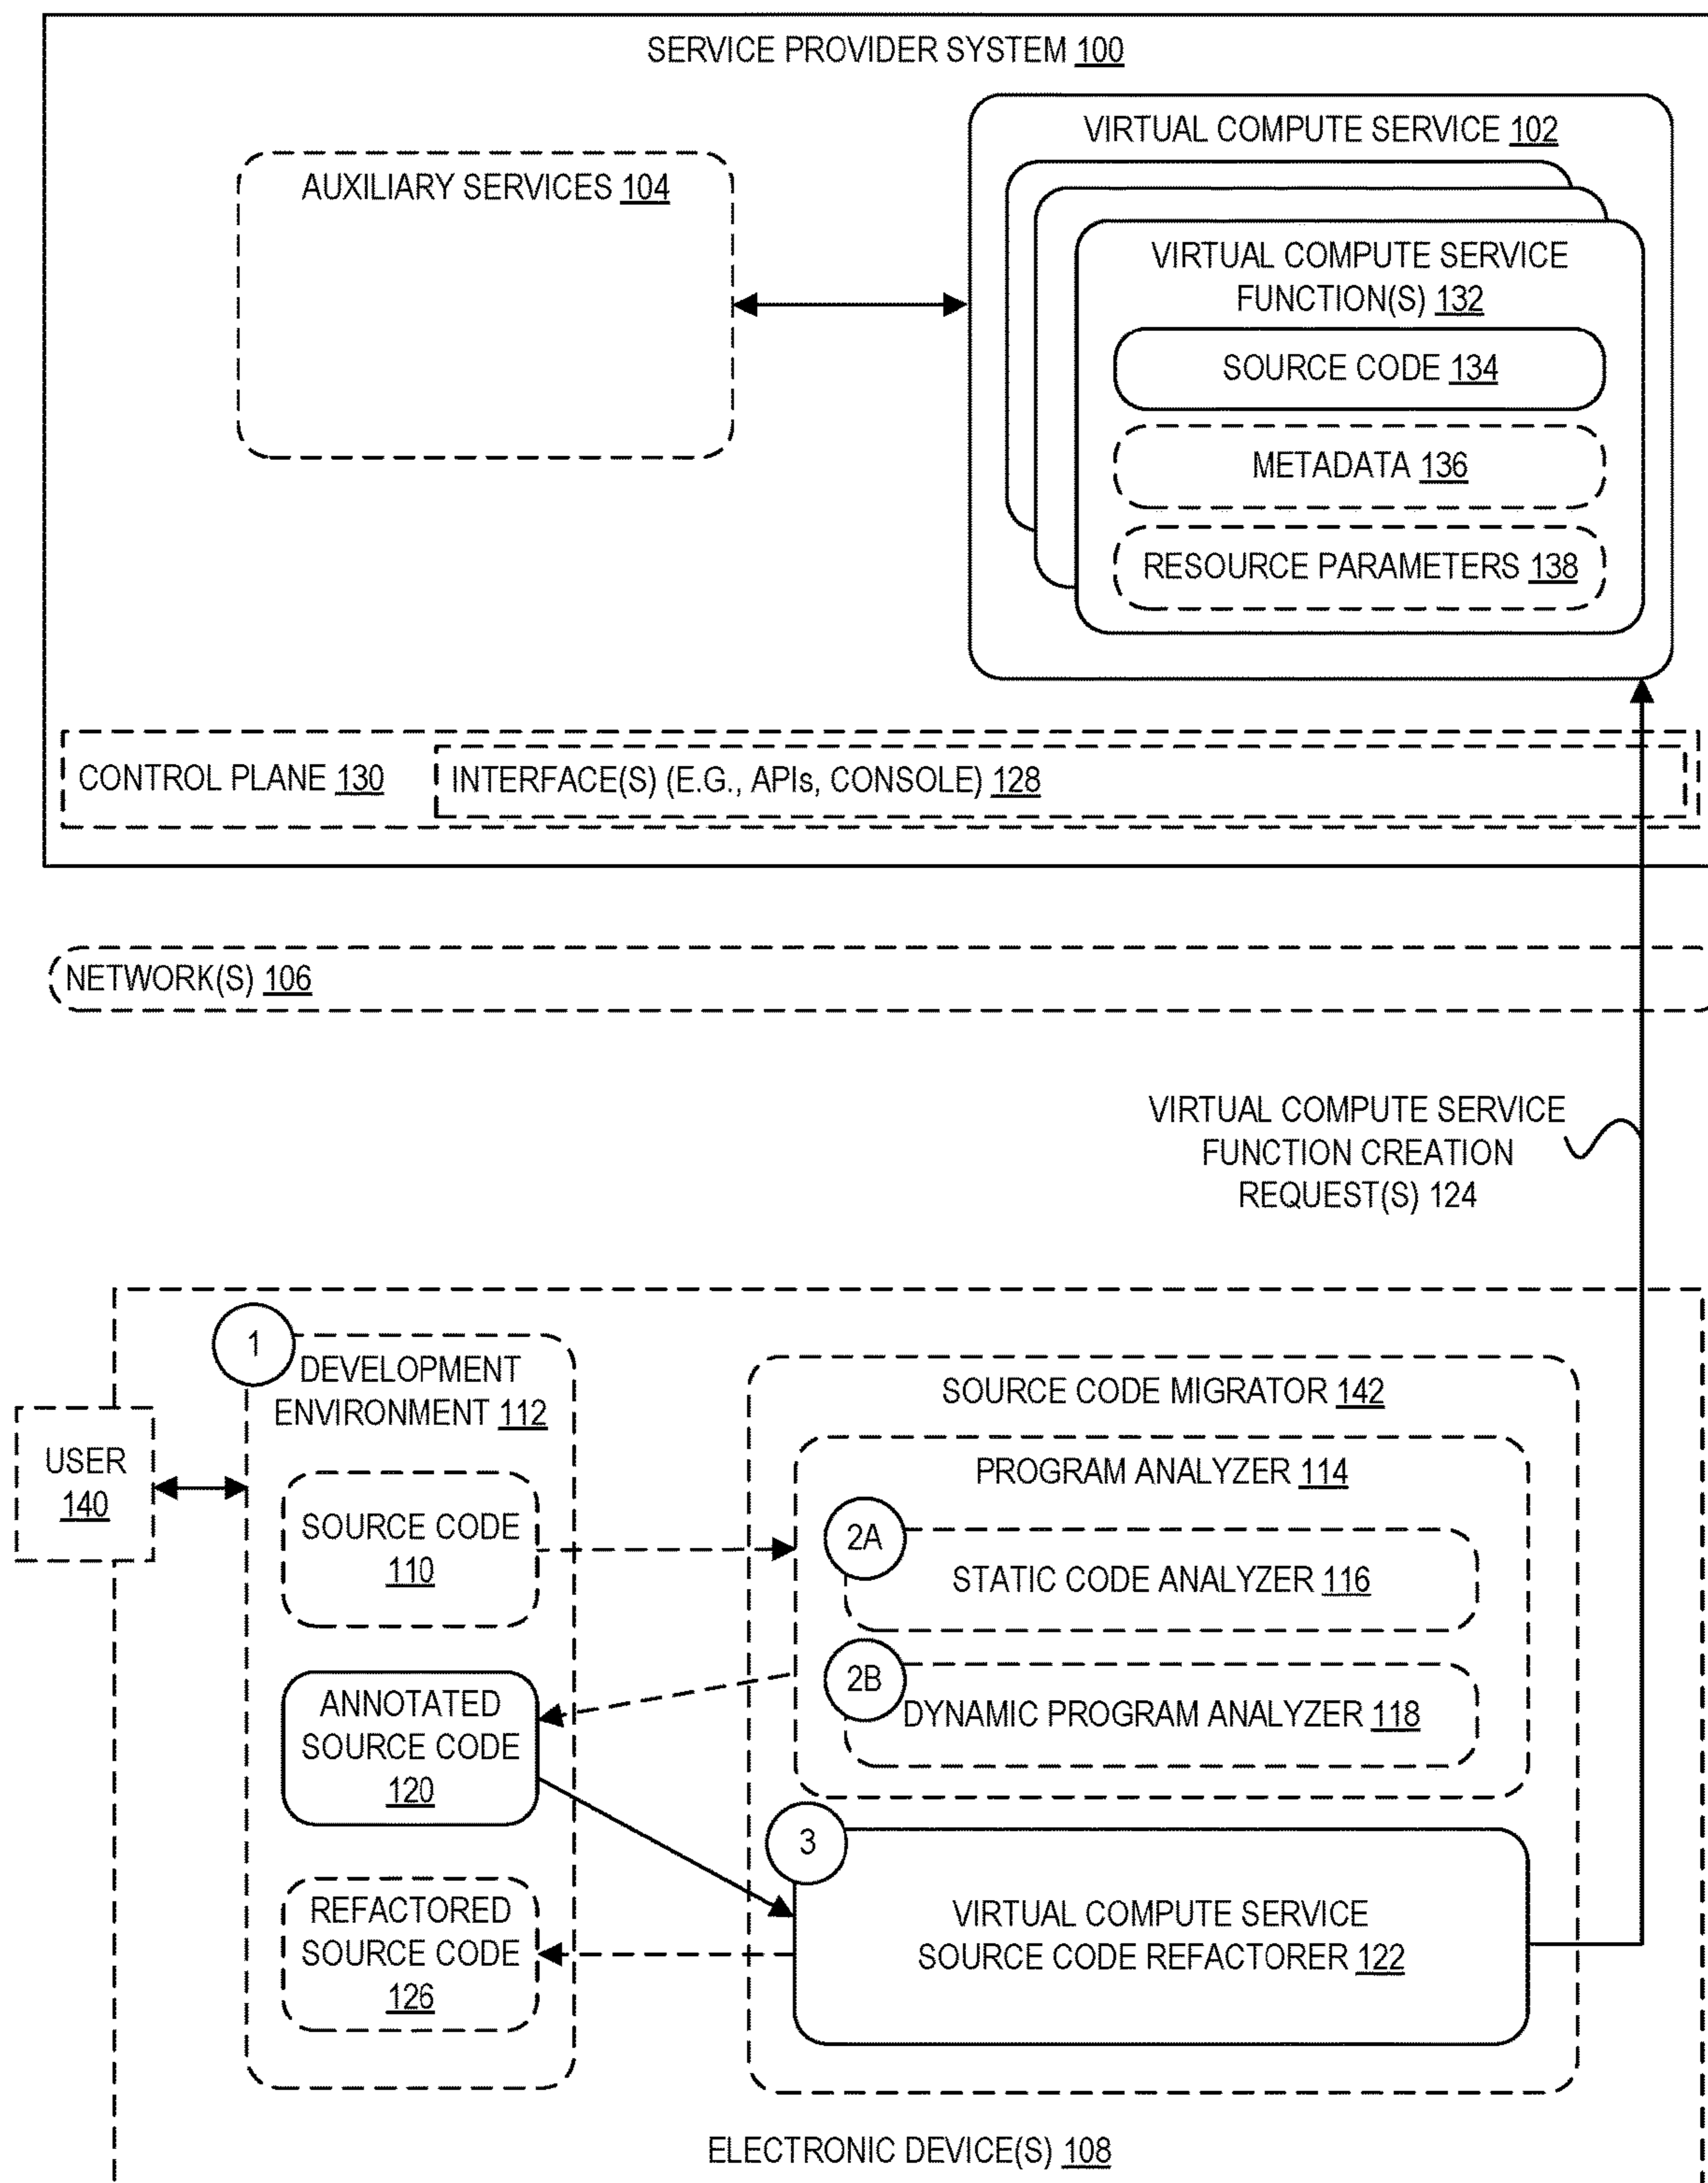 SERVICE PROVIDER SYSTEM 100
VIRTUAL COMPUTE SERVICE 102
AUXILIARY SERVICES 104
VIRTUAL COMPUTE SERVICE
FUNCTION(S) 132
SOURCE CODE 134
METADATA 136
RESOURCE PARAMETERS 138
CONTROL PLANE 130
INTERFACE(S) (E.G., APIs, CONSOLE) 128
NETWORK(S) 106
VIRTUAL COMPUTE SERVICE
FUNCTION CREATION
REQUEST(S) 124
1
DEVELOPMENT
ENVIRONMENT 112
USER
140
SOURCE CODE
110
ANNOTATED
SOURCE CODE
120
REFACTORED
SOURCE CODE
126
SOURCE CODE MIGRATOR 142
PROGRAM ANALYZER 114
2A
STATIC CODE ANALYZER 116
2B
DYNAMIC PROGRAM ANALYZER 118
3
VIRTUAL COMPUTE SERVICE
SOURCE CODE REFACTORER 122
ELECTRONIC DEVICE(S) 108